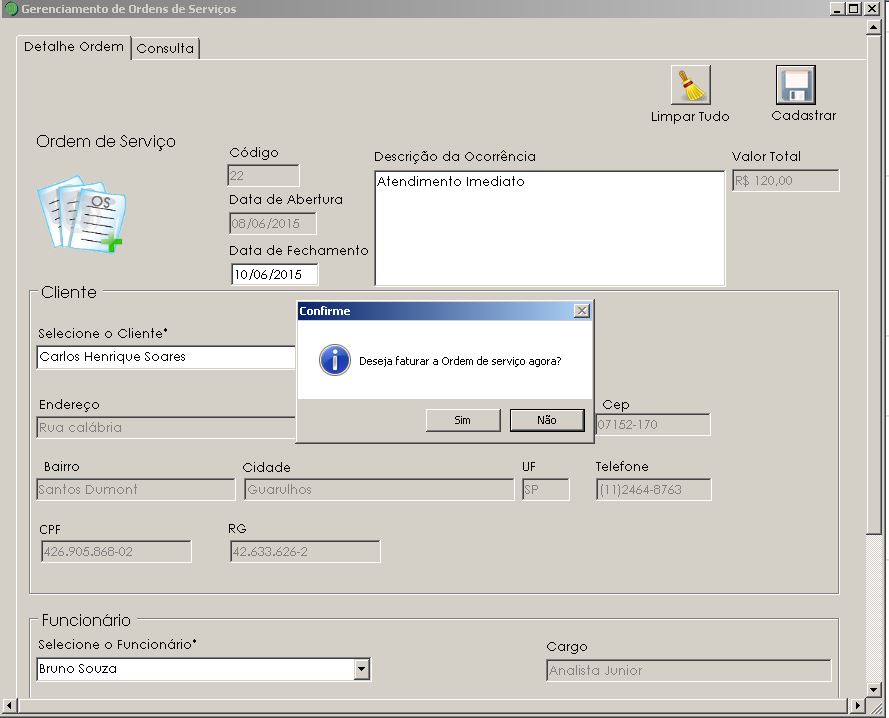 Gerenciamento de Ordens de Serviços
Detalhe Ordem
Consulta
Limpar Tudo
Cadastrar
Ordem de Serviço
OS
Código
22
Data de Abertura
08/06/2015
Data de Fechamento
10/06/2015
Descrição da Ocorrência
Atendimento Imediato
Valor Total
R$ 120,00
Cliente
Selecione o Cliente*
Carlos Henrique Soares
Confirme
Deseja faturar a Ordem de serviço agora?
Sim
Não
Endereço
Rua calábria
Cep
07152-170
Bairro
Santos Dumont
Cidade
Guarulhos
UF
SP
Telefone
(11)2464-8763
CPF
426.905.868-02
RG
42.633.626-2
Funcionário
Selecione o Funcionário*
Bruno Souza
Cargo
Analista Junior